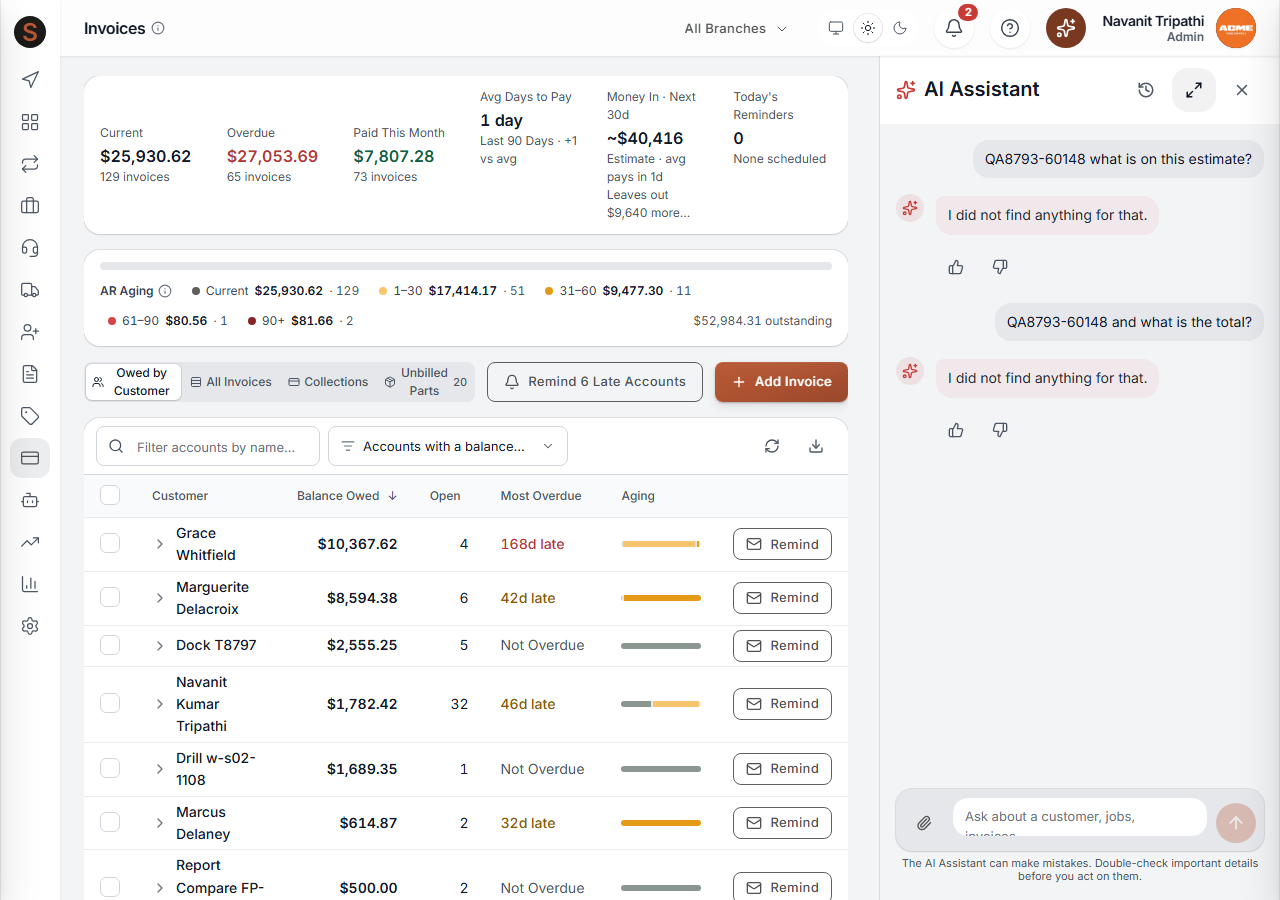 S
Invoices
All Branches
2
Navanit Tripathi
Admin
ACME
Current
$25,930.62
129 invoices
Overdue
$27,053.69
65 invoices
Paid This Month
$7,807.28
73 invoices
Avg Days to Pay
1 day
Last 90 Days · +1
vs avg
Money In · Next
30d
~$40,416
Estimate · avg
pays in 1d
Leaves out
$9,640 more...
Today's
Reminders
0
None scheduled
AR Aging
Current $25,930.62 · 129
1–30 $17,414.17 · 51
31–60 $9,477.30 · 11
61–90 $80.56 · 1
90+ $81.66 · 2
$52,984.31 outstanding
Owed by
Customer
All Invoices
Collections
Unbilled
Parts
20
Remind 6 Late Accounts
+ Add Invoice
Filter accounts by name...
Accounts with a balance...
Customer
Balance Owed ↓
Open
Most Overdue
Aging
Grace
Whitfield
$10,367.62
4
168d late
Remind
Marguerite
Delacroix
$8,594.38
6
42d late
Remind
Dock T8797
$2,555.25
5
Not Overdue
Remind
Navanit
Kumar
Tripathi
$1,782.42
32
46d late
Remind
Drill w-s02-
1108
$1,689.35
1
Not Overdue
Remind
Marcus
Delaney
$614.87
2
32d late
Remind
Report
Compare FP-
$500.00
2
Not Overdue
Remind
AI Assistant
QA8793-60148 what is on this estimate?
I did not find anything for that.
QA8793-60148 and what is the total?
I did not find anything for that.
Ask about a customer, jobs,
invoices
The AI Assistant can make mistakes. Double-check important details
before you act on them.